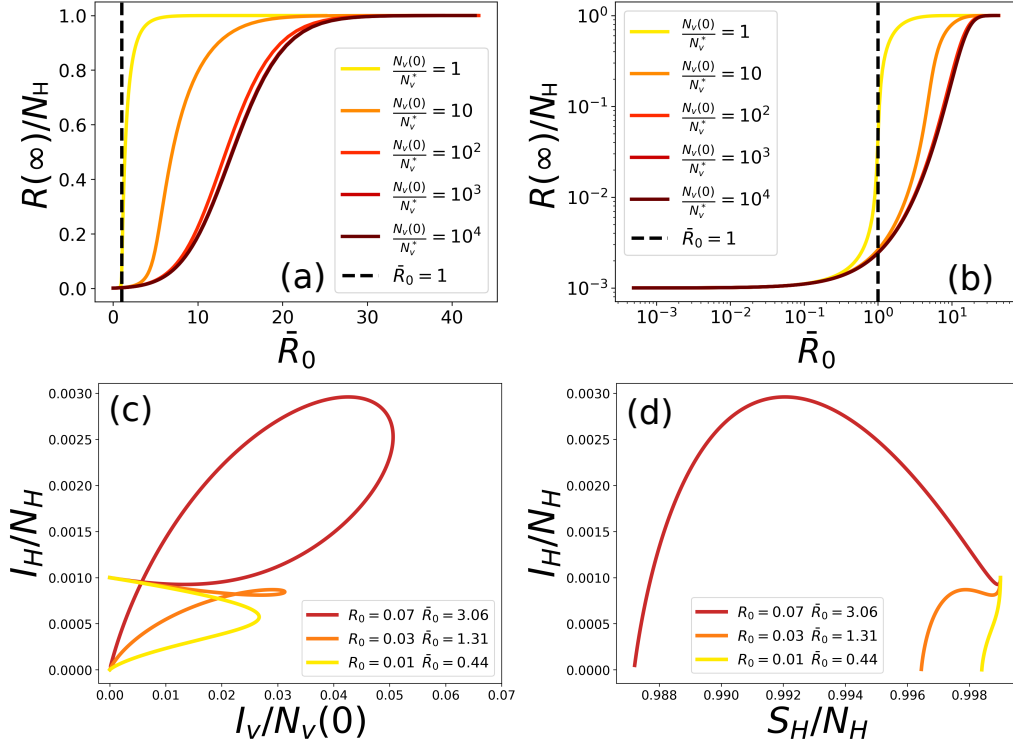 R(∞)/N_H
1.0
0.8
0.6
0.4
0.2
0.0
N_v(0)/N_v^* = 1
N_v(0)/N_v^* = 10
N_v(0)/N_v^* = 10^2
N_v(0)/N_v^* = 10^3
N_v(0)/N_v^* = 10^4
R̄_0 = 1
(a)
0 10 20 30 40
R̄_0
R(∞)/N_H
10^0
10^−1
10^−2
10^−3
N_v(0)/N_v^* = 1
N_v(0)/N_v^* = 10
N_v(0)/N_v^* = 10^2
N_v(0)/N_v^* = 10^3
N_v(0)/N_v^* = 10^4
R̄_0 = 1
(b)
10^−3 10^−2 10^−1 10^0 10^1
R̄_0
(c)
I_H/N_H
0.0030
0.0025
0.0020
0.0015
0.0010
0.0005
0.0000
R_0 = 0.07 R̄_0 = 3.06
R_0 = 0.03 R̄_0 = 1.31
R_0 = 0.01 R̄_0 = 0.44
0.00 0.01 0.02 0.03 0.04 0.05 0.06 0.07
I_v/N_v(0)
(d)
I_H/N_H
0.0030
0.0025
0.0020
0.0015
0.0010
0.0005
0.0000
R_0 = 0.07 R̄_0 = 3.06
R_0 = 0.03 R̄_0 = 1.31
R_0 = 0.01 R̄_0 = 0.44
0.988 0.990 0.992 0.994 0.996 0.998
S_H/N_H